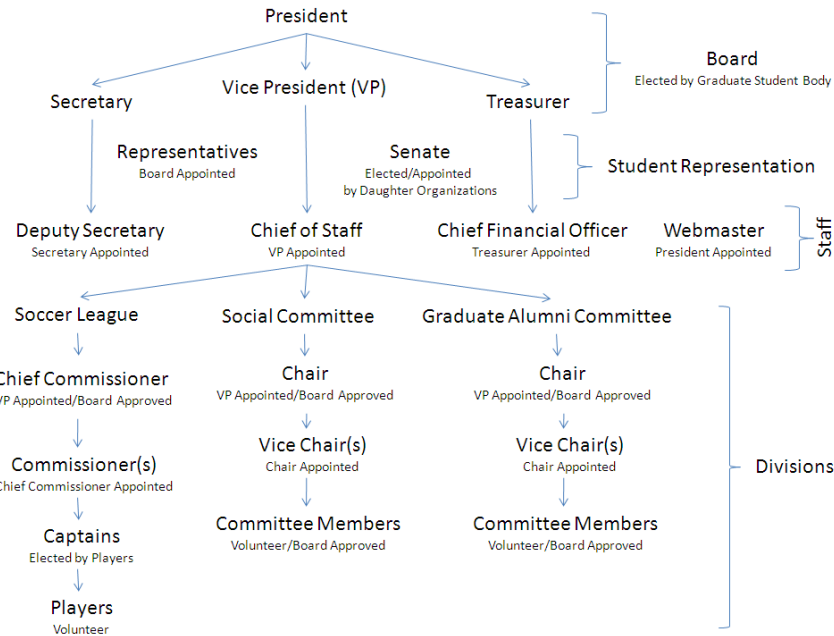 President
Board
Elected by Graduate Student Body
Secretary
Vice President (VP)
Treasurer
Representatives
Board Appointed
Senate
Elected/Appointed
by Daughter Organizations
Student Representation
Deputy Secretary
Secretary Appointed
Chief of Staff
VP Appointed
Chief Financial Officer
Treasurer Appointed
Webmaster
President Appointed
Staff
Soccer League
Social Committee
Graduate Alumni Committee
Chief Commissioner
VP Appointed/Board Approved
Chair
VP Appointed/Board Approved
Chair
VP Appointed/Board Approved
Commissioner(s)
Chief Commissioner Appointed
Vice Chair(s)
Chair Appointed
Vice Chair(s)
Chair Appointed
Divisions
Captains
Elected by Players
Committee Members
Volunteer/Board Approved
Committee Members
Volunteer/Board Approved
Players
Volunteer